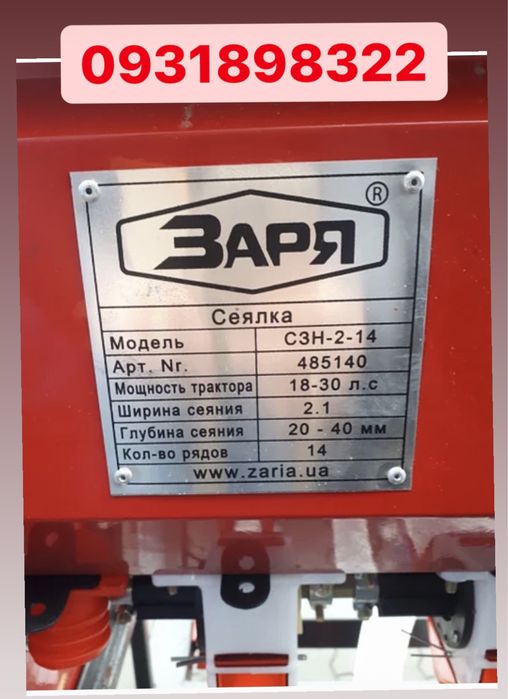 0931898322
®
ЗАРЯ
Сеялка
Модель СЗН-2-14
Арт. Nr. 485140
Мощность трактора 18-30 л.с
Ширина сеяния 2.1
Глубина сеяния 20 - 40 мм
Кол-во рядов 14
www.zaria.ua